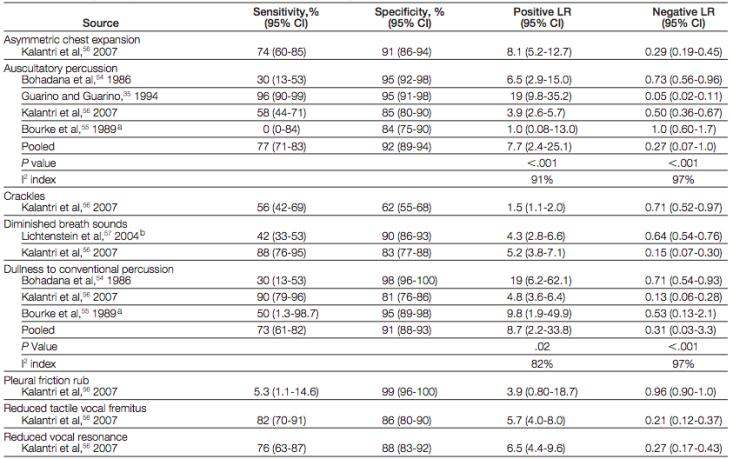 Source Sensitivity,% (95% CI) Specificity, % (95% CI) Positive LR (95% CI) Negative LR (95% CI)
Asymmetric chest expansion
Kalantri et al,56 2007 74 (60-85) 91 (86-94) 8.1 (5.2-12.7) 0.29 (0.19-0.45)
Auscultatory percussion
Bohadana et al,54 1986 30 (13-53) 95 (92-98) 6.5 (2.9-15.0) 0.73 (0.56-0.96)
Guarino and Guarino,35 1994 96 (90-99) 95 (91-98) 19 (9.8-35.2) 0.05 (0.02-0.11)
Kalantri et al,56 2007 58 (44-71) 85 (80-90) 3.9 (2.6-5.7) 0.50 (0.36-0.67)
Bourke et al,55 1989a 0 (0-84) 84 (75-90) 1.0 (0.08-13.0) 1.0 (0.60-1.7)
Pooled 77 (71-83) 92 (89-94) 7.7 (2.4-25.1) 0.27 (0.07-1.0)
P value <.001 <.001
I2 index 91% 97%
Crackles
Kalantri et al,56 2007 56 (42-69) 62 (55-68) 1.5 (1.1-2.0) 0.71 (0.52-0.97)
Diminished breath sounds
Lichtenstein et al,57 2004b 42 (33-53) 90 (86-93) 4.3 (2.8-6.6) 0.64 (0.54-0.76)
Kalantri et al,56 2007 88 (76-95) 83 (77-88) 5.2 (3.8-7.1) 0.15 (0.07-0.30)
Dullness to conventional percussion
Bohadana et al,54 1986 30 (13-53) 98 (96-100) 19 (6.2-62.1) 0.71 (0.54-0.93)
Kalantri et al,56 2007 90 (79-96) 81 (76-86) 4.8 (3.6-6.4) 0.13 (0.06-0.28)
Bourke et al,55 1989a 50 (1.3-98.7) 95 (89-98) 9.8 (1.9-49.9) 0.53 (0.13-2.1)
Pooled 73 (61-82) 91 (88-93) 8.7 (2.2-33.8) 0.31 (0.03-3.3)
P Value .02 <.001
I2 index 82% 97%
Pleural friction rub
Kalantri et al,56 2007 5.3 (1.1-14.6) 99 (96-100) 3.9 (0.80-18.7) 0.96 (0.90-1.0)
Reduced tactile vocal fremitus
Kalantri et al,56 2007 82 (70-91) 86 (80-90) 5.7 (4.0-8.0) 0.21 (0.12-0.37)
Reduced vocal resonance
Kalantri et al,56 2007 76 (63-87) 88 (83-92) 6.5 (4.4-9.6) 0.27 (0.17-0.43)